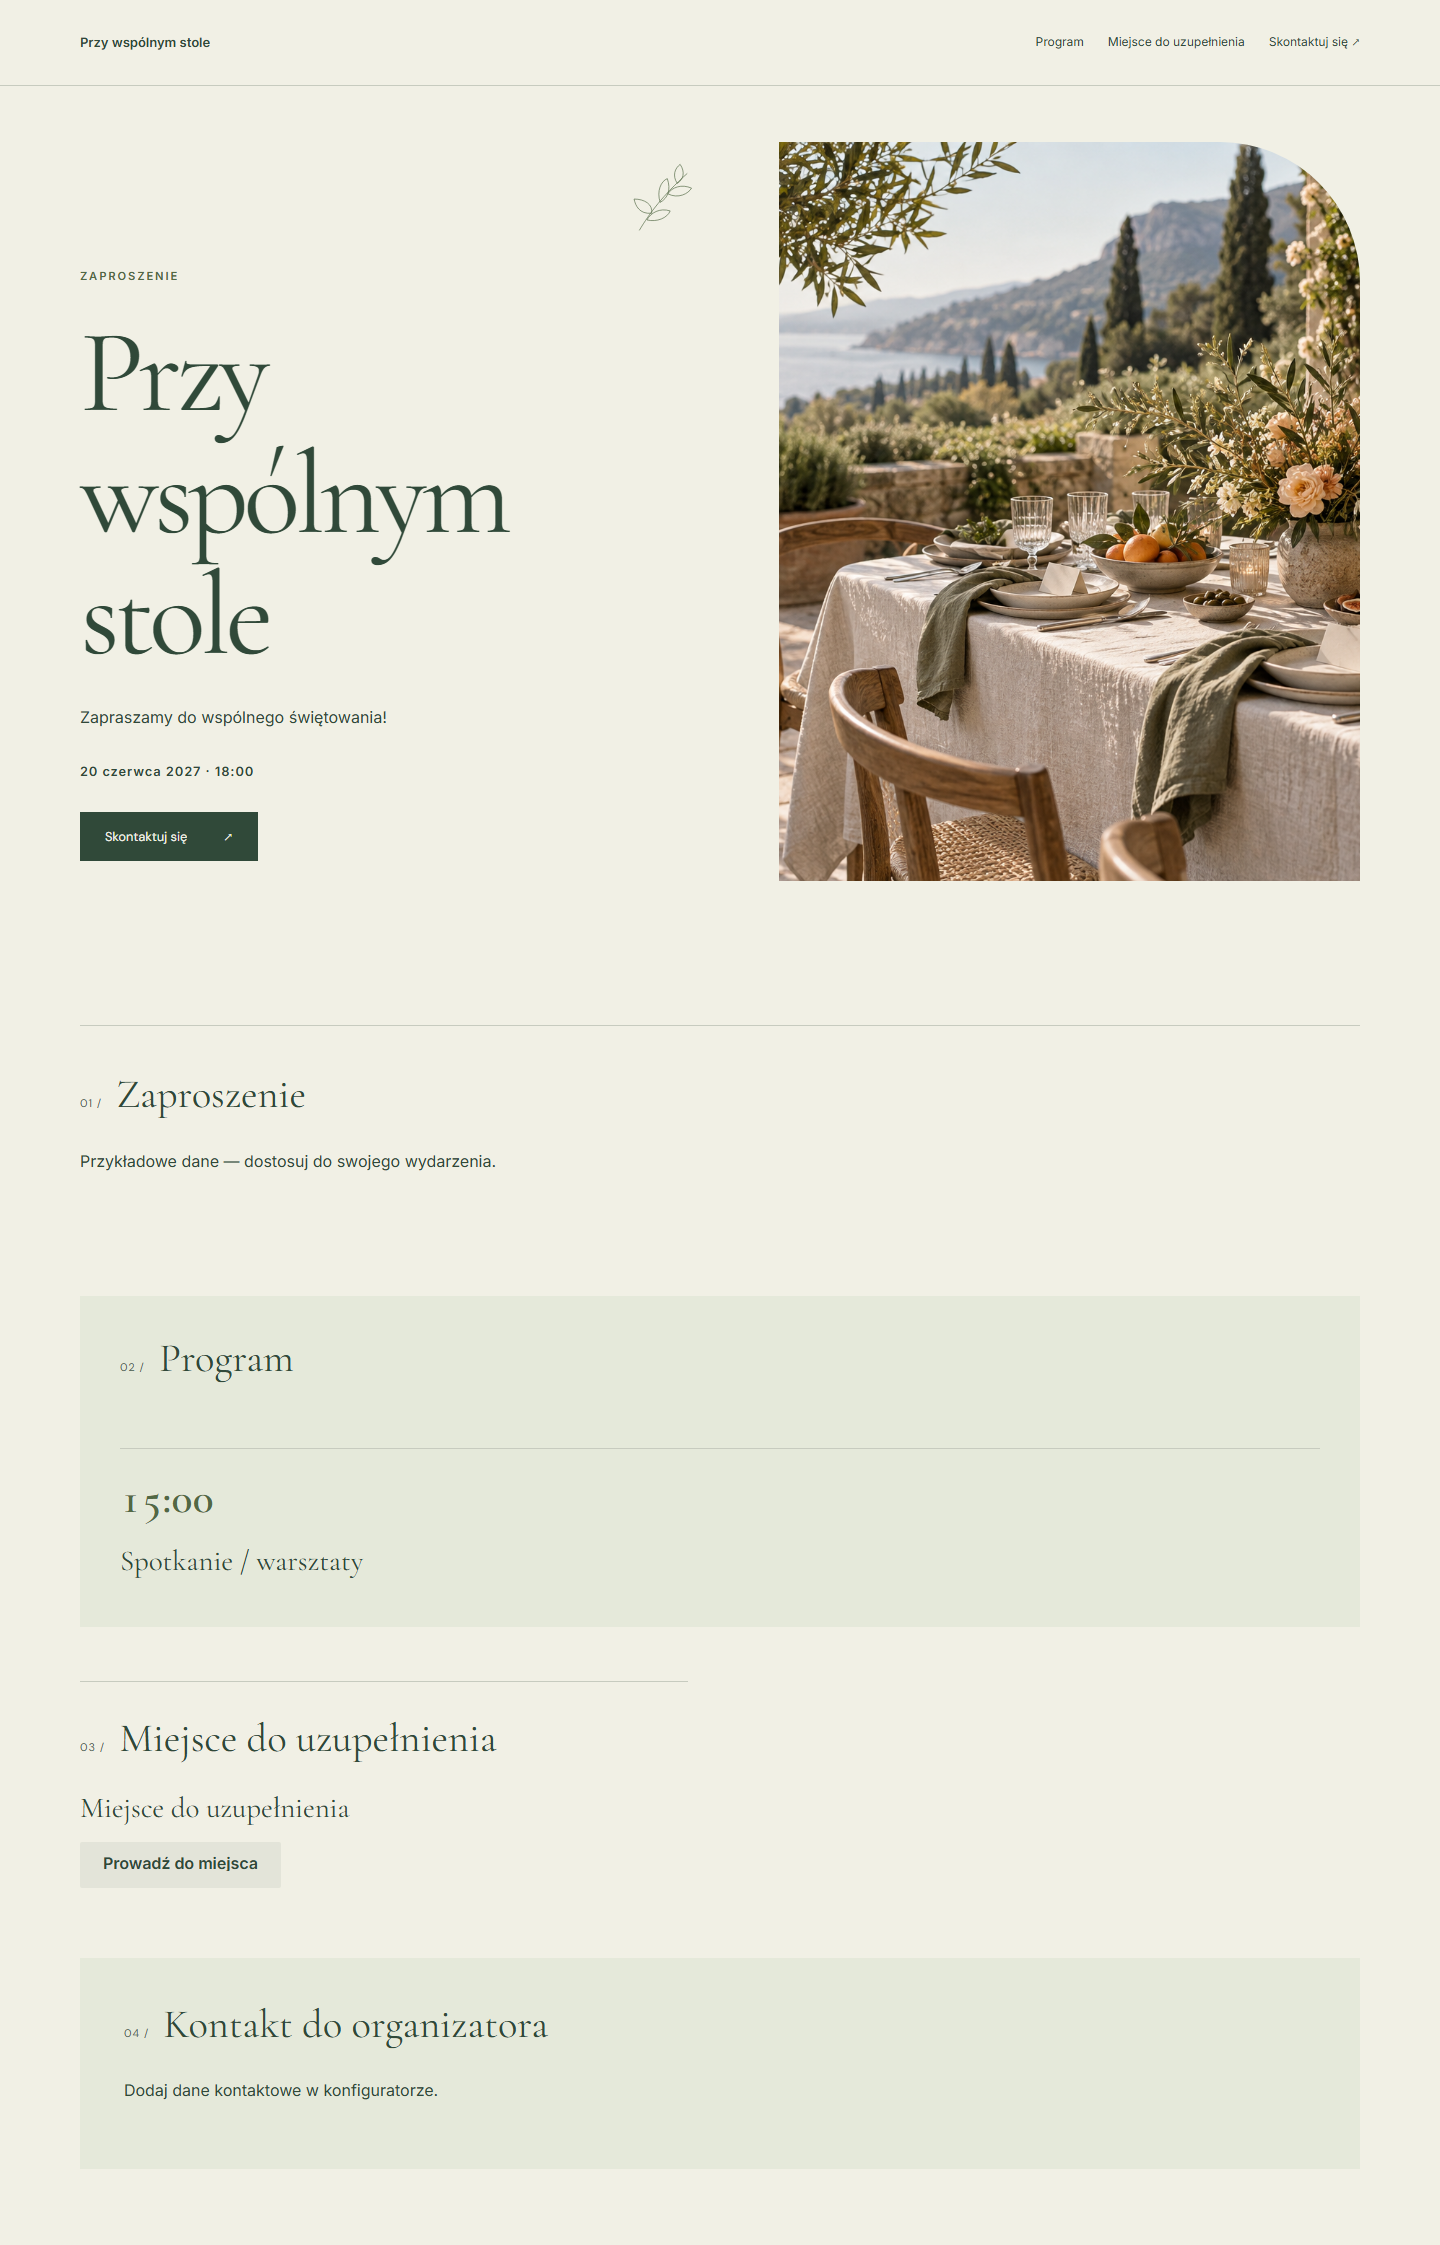 Przy wspólnym stole
Program Miejsce do uzupełnienia Skontaktuj się ↗
ZAPROSZENIE
Przy
wspólnym
stole
Zapraszamy do wspólnego świętowania!
20 czerwca 2027 · 18:00
Skontaktuj się ↗
01 / Zaproszenie
Przykładowe dane — dostosuj do swojego wydarzenia.
02 / Program
15:00
Spotkanie / warsztaty
03 / Miejsce do uzupełnienia
Miejsce do uzupełnienia
Prowadź do miejsca
04 / Kontakt do organizatora
Dodaj dane kontaktowe w konfiguratorze.